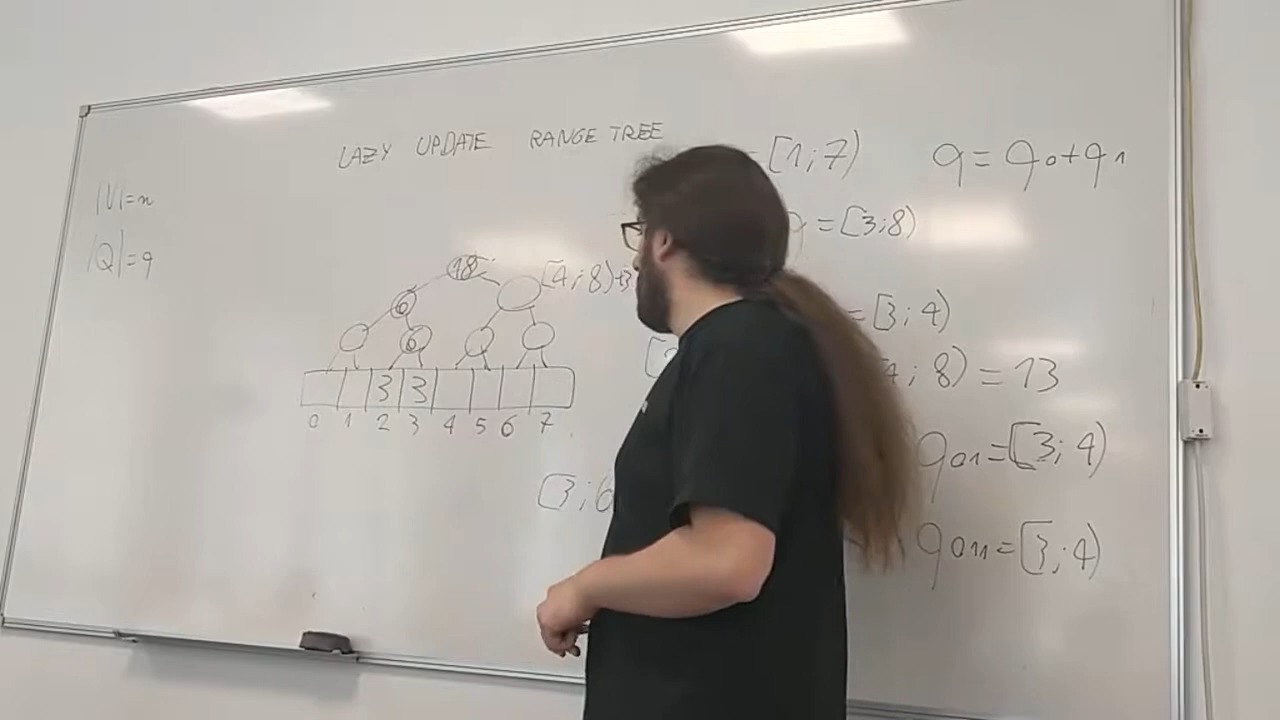 LAZY UPDATE RANGE TREE
|V|=n
|Q|=q
= [1;7)
q = q0+q1
= [3;8)
18
[4;8)+3
6
6
= [3;4)
; 8) = 13
3 3
0 1 2 3 4 5 6 7
q01=[3;4)
[3;6
q011=[3;4)